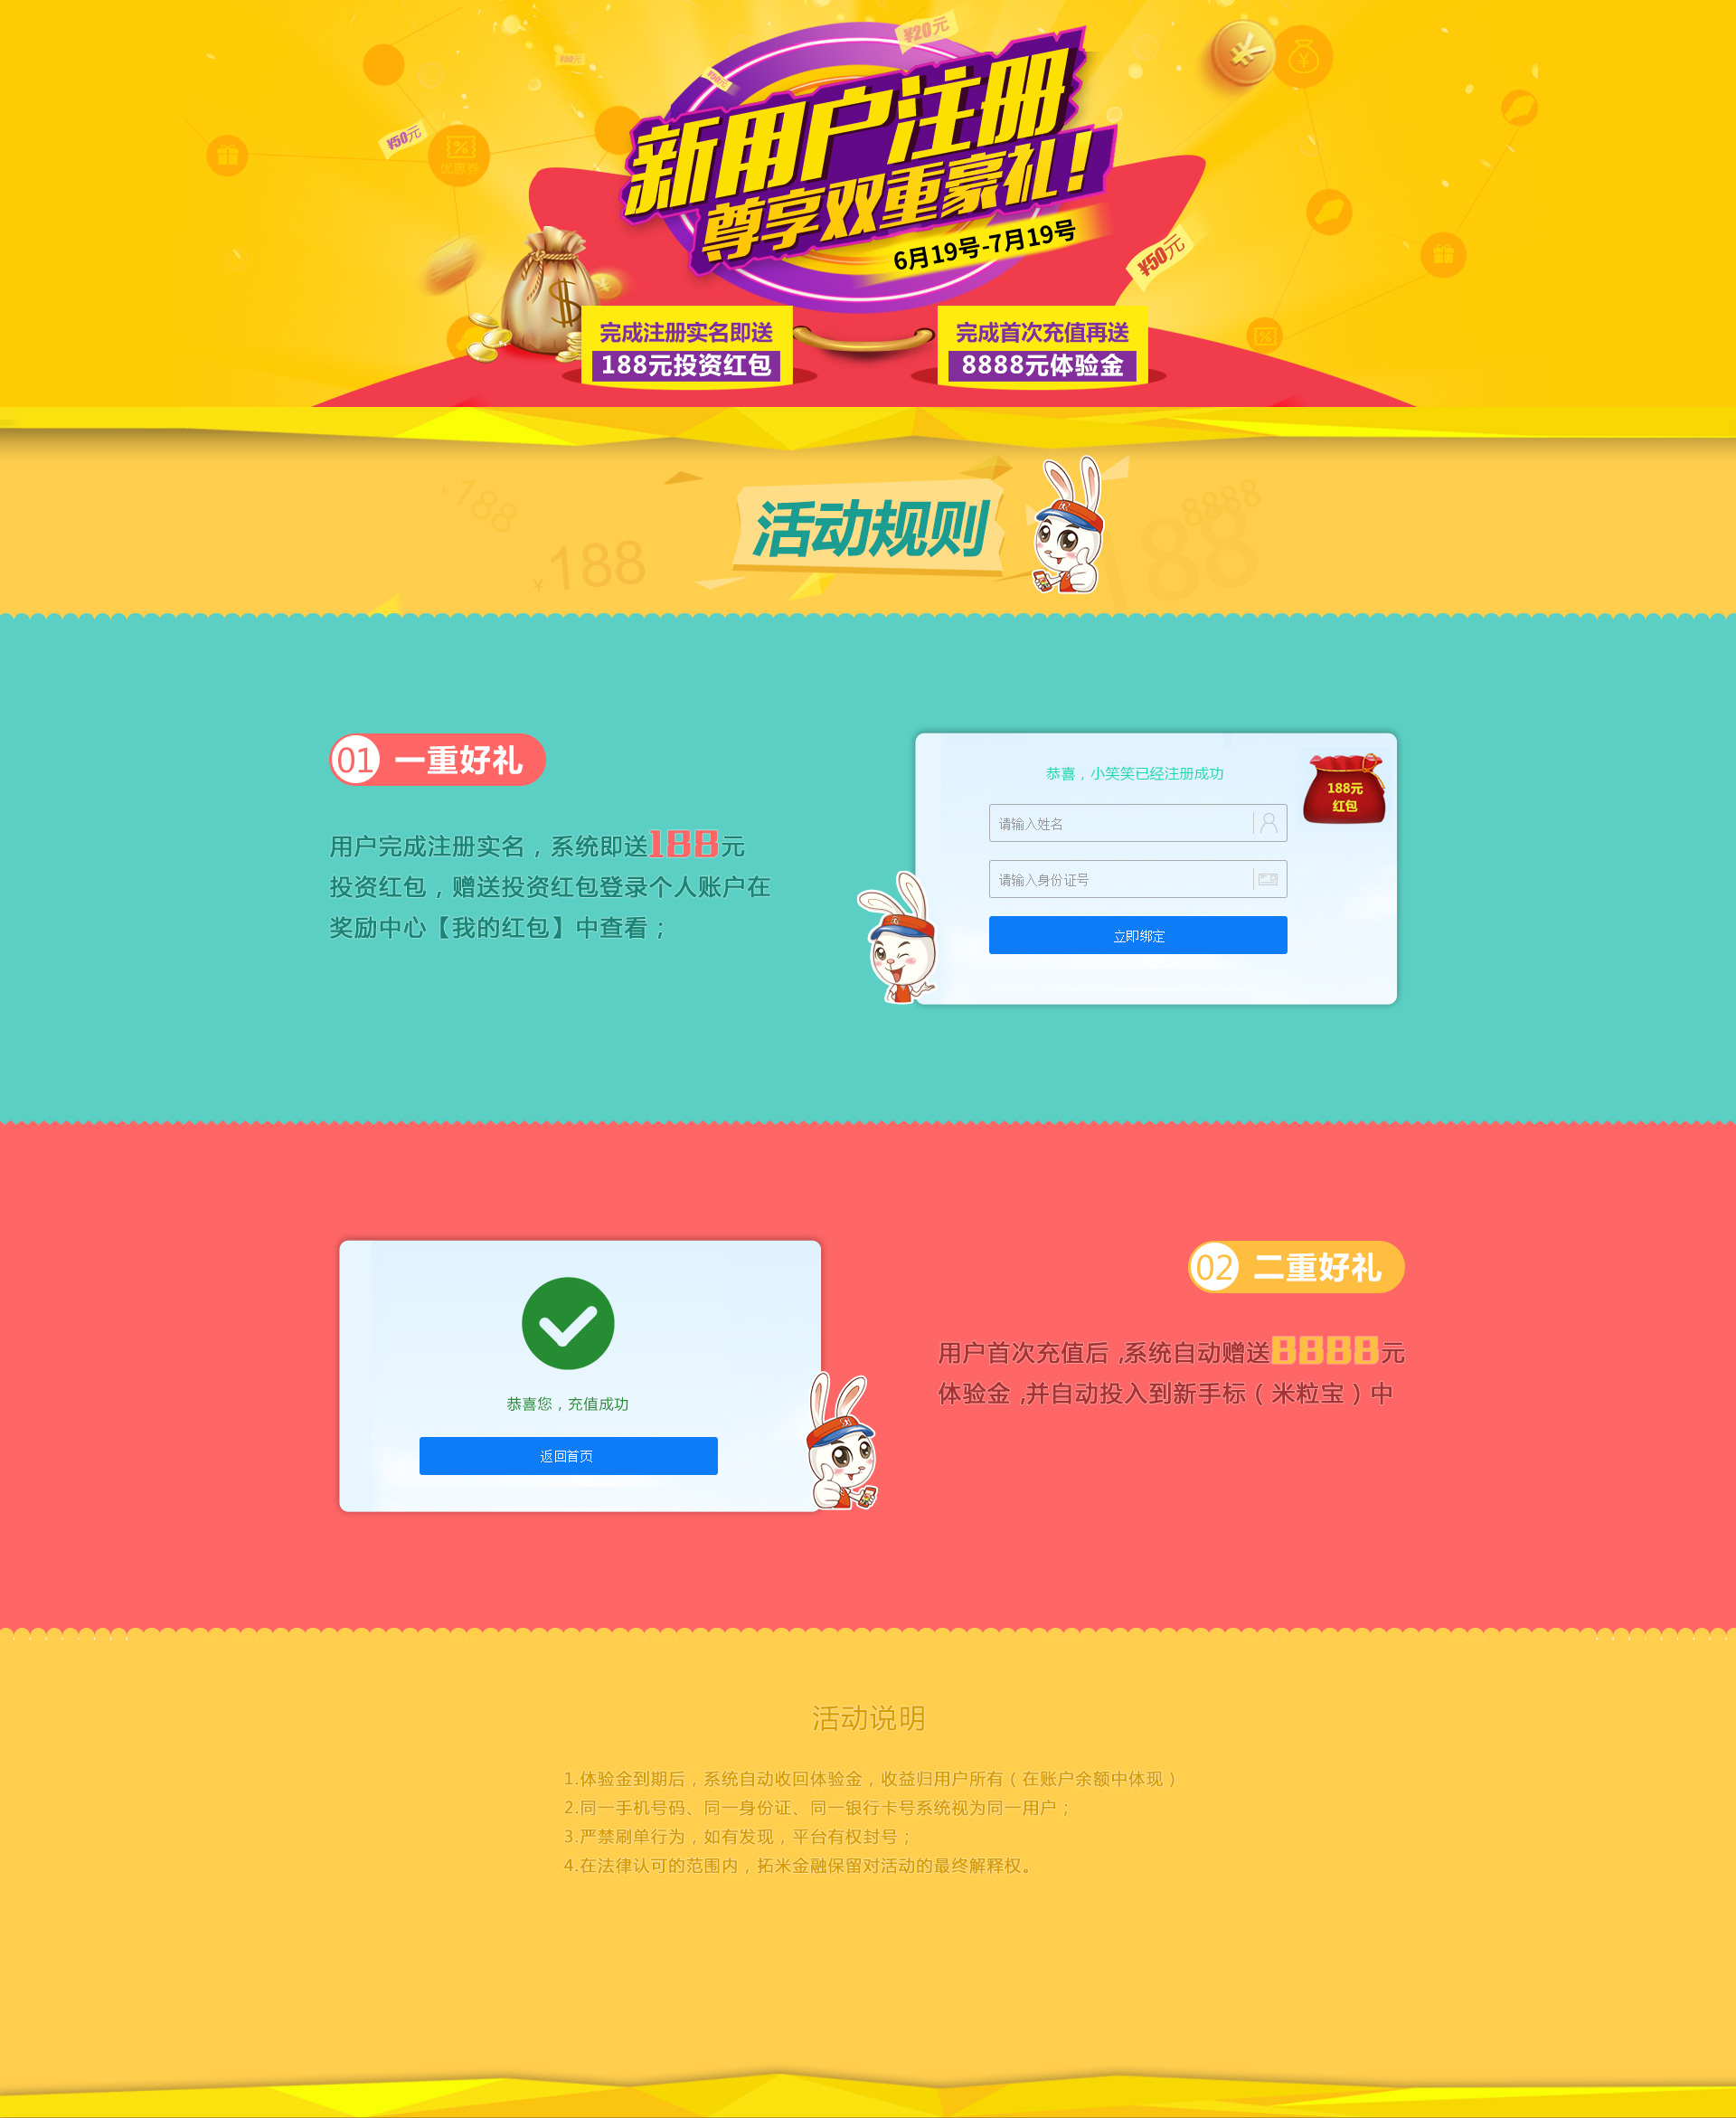 ¥20元
¥50元
优惠券
新用户注册
尊享双重豪礼!
6月19号-7月19号
¥50元
完成注册实名即送
188元投资红包
完成首次充值再送
8888元体验金
188
8888
¥188
188
活动规则
01 一重好礼
用户完成注册实名，系统即送188元
投资红包，赠送投资红包登录个人账户在
奖励中心【我的红包】中查看；
恭喜，小笑笑已经注册成功
188元
红包
请输入姓名
请输入身份证号
立即绑定
恭喜您，充值成功
返回首页
02 二重好礼
用户首次充值后,系统自动赠送8888元
体验金,并自动投入到新手标（米粒宝）中
活动说明
1.体验金到期后，系统自动收回体验金，收益归用户所有（在账户余额中体现）
2.同一手机号码、同一身份证、同一银行卡号系统视为同一用户；
3.严禁刷单行为，如有发现，平台有权封号；
4.在法律认可的范围内，拓米金融保留对活动的最终解释权。